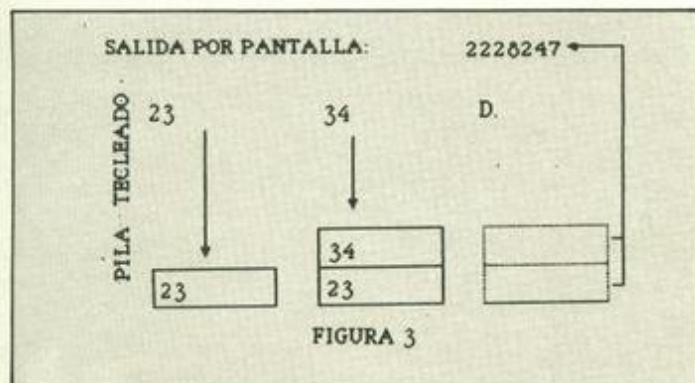 SALIDA POR PANTALLA: 2228247
PILA TECLEADO
23 34 D.
34
23 23
FIGURA 3